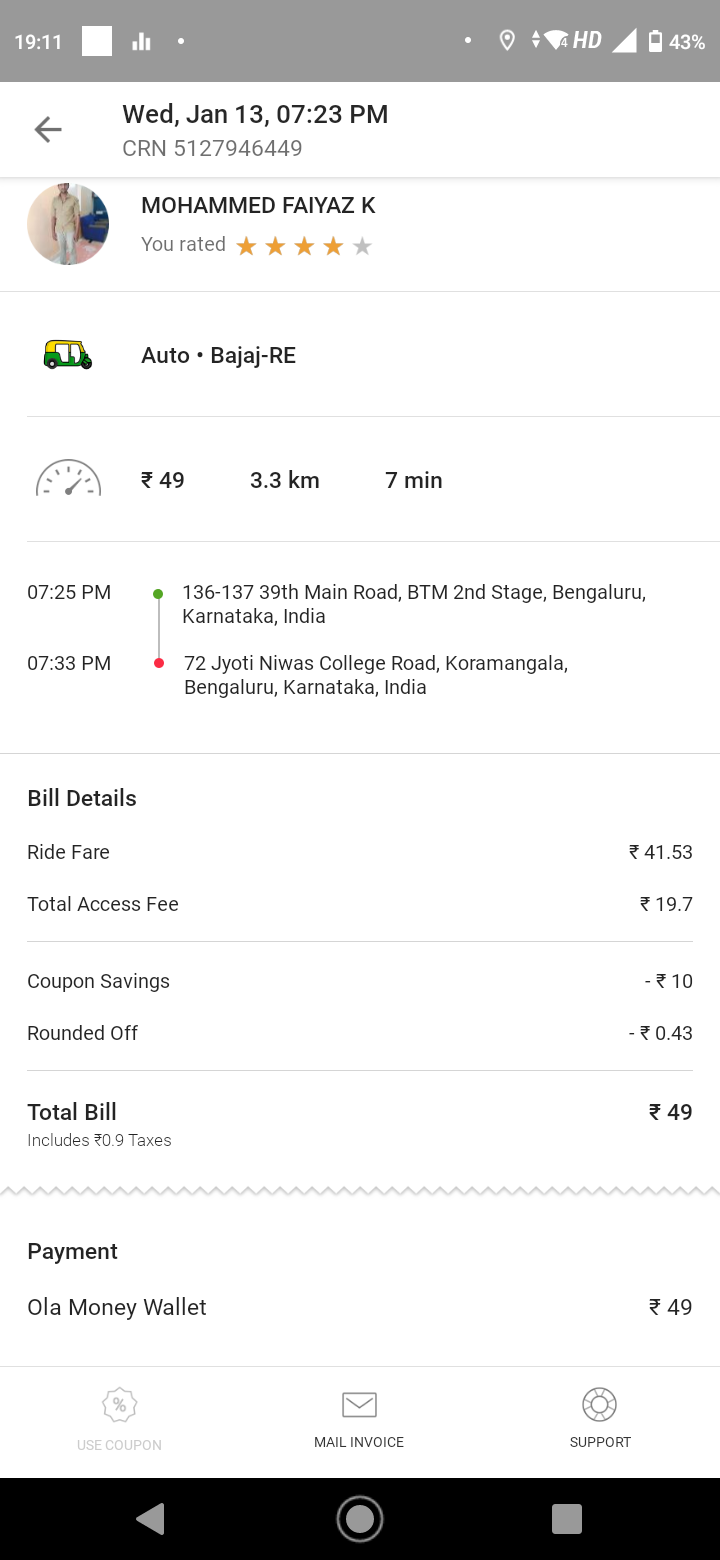 19:11
4 HD 43%
Wed, Jan 13, 07:23 PM
CRN 5127946449
MOHAMMED FAIYAZ K
You rated
Auto • Bajaj-RE
₹ 49 3.3 km 7 min
07:25 PM 136-137 39th Main Road, BTM 2nd Stage, Bengaluru,
Karnataka, India
07:33 PM 72 Jyoti Niwas College Road, Koramangala,
Bengaluru, Karnataka, India
Bill Details
Ride Fare ₹ 41.53
Total Access Fee ₹ 19.7
Coupon Savings - ₹ 10
Rounded Off - ₹ 0.43
Total Bill ₹ 49
Includes ₹0.9 Taxes
Payment
Ola Money Wallet ₹ 49
%
USE COUPON MAIL INVOICE SUPPORT